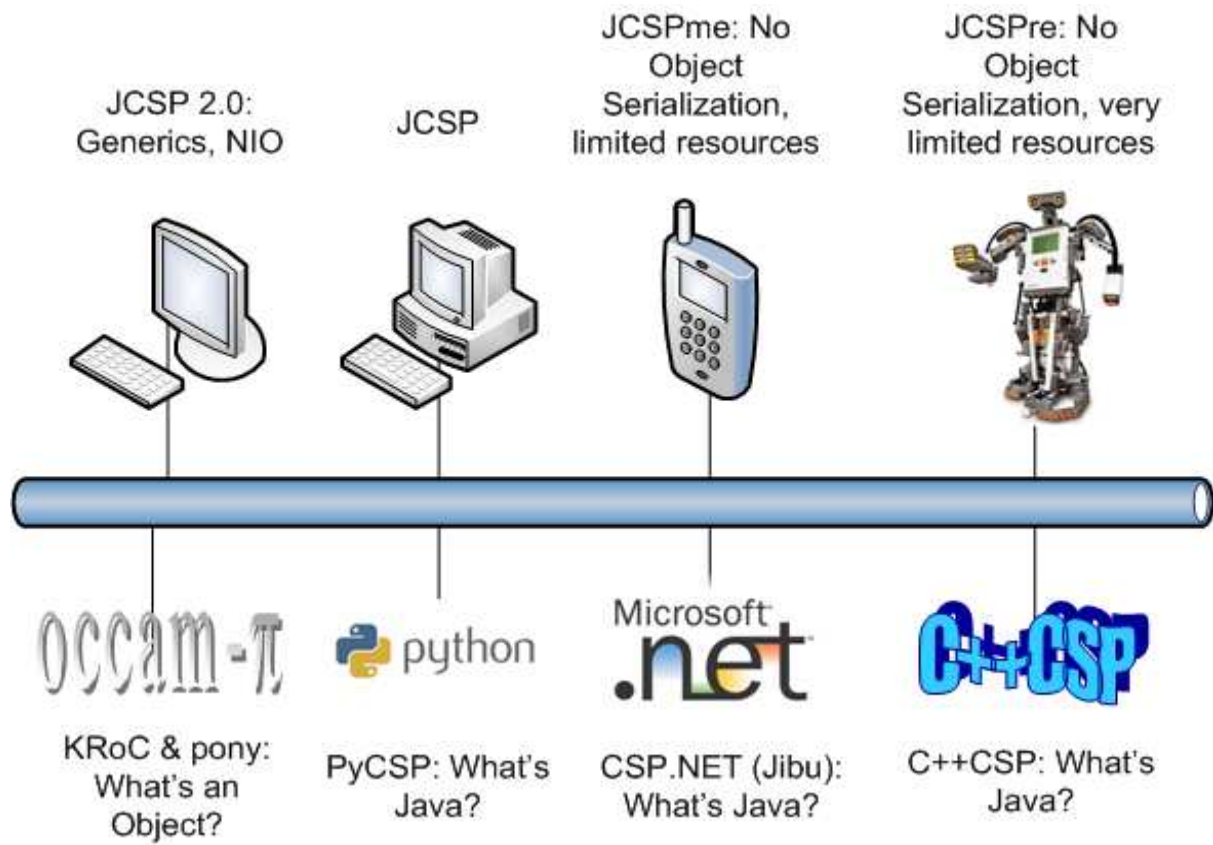 JCSP 2.0:
Generics, NIO
JCSP
JCSPme: No
Object
Serialization,
limited resources
JCSPre: No
Object
Serialization, very
limited resources
occam-π
python
Microsoft
.net
C++CSP
KRoC & pony:
What's an
Object?
PyCSP: What's
Java?
CSP.NET (Jibu):
What's Java?
C++CSP: What's
Java?